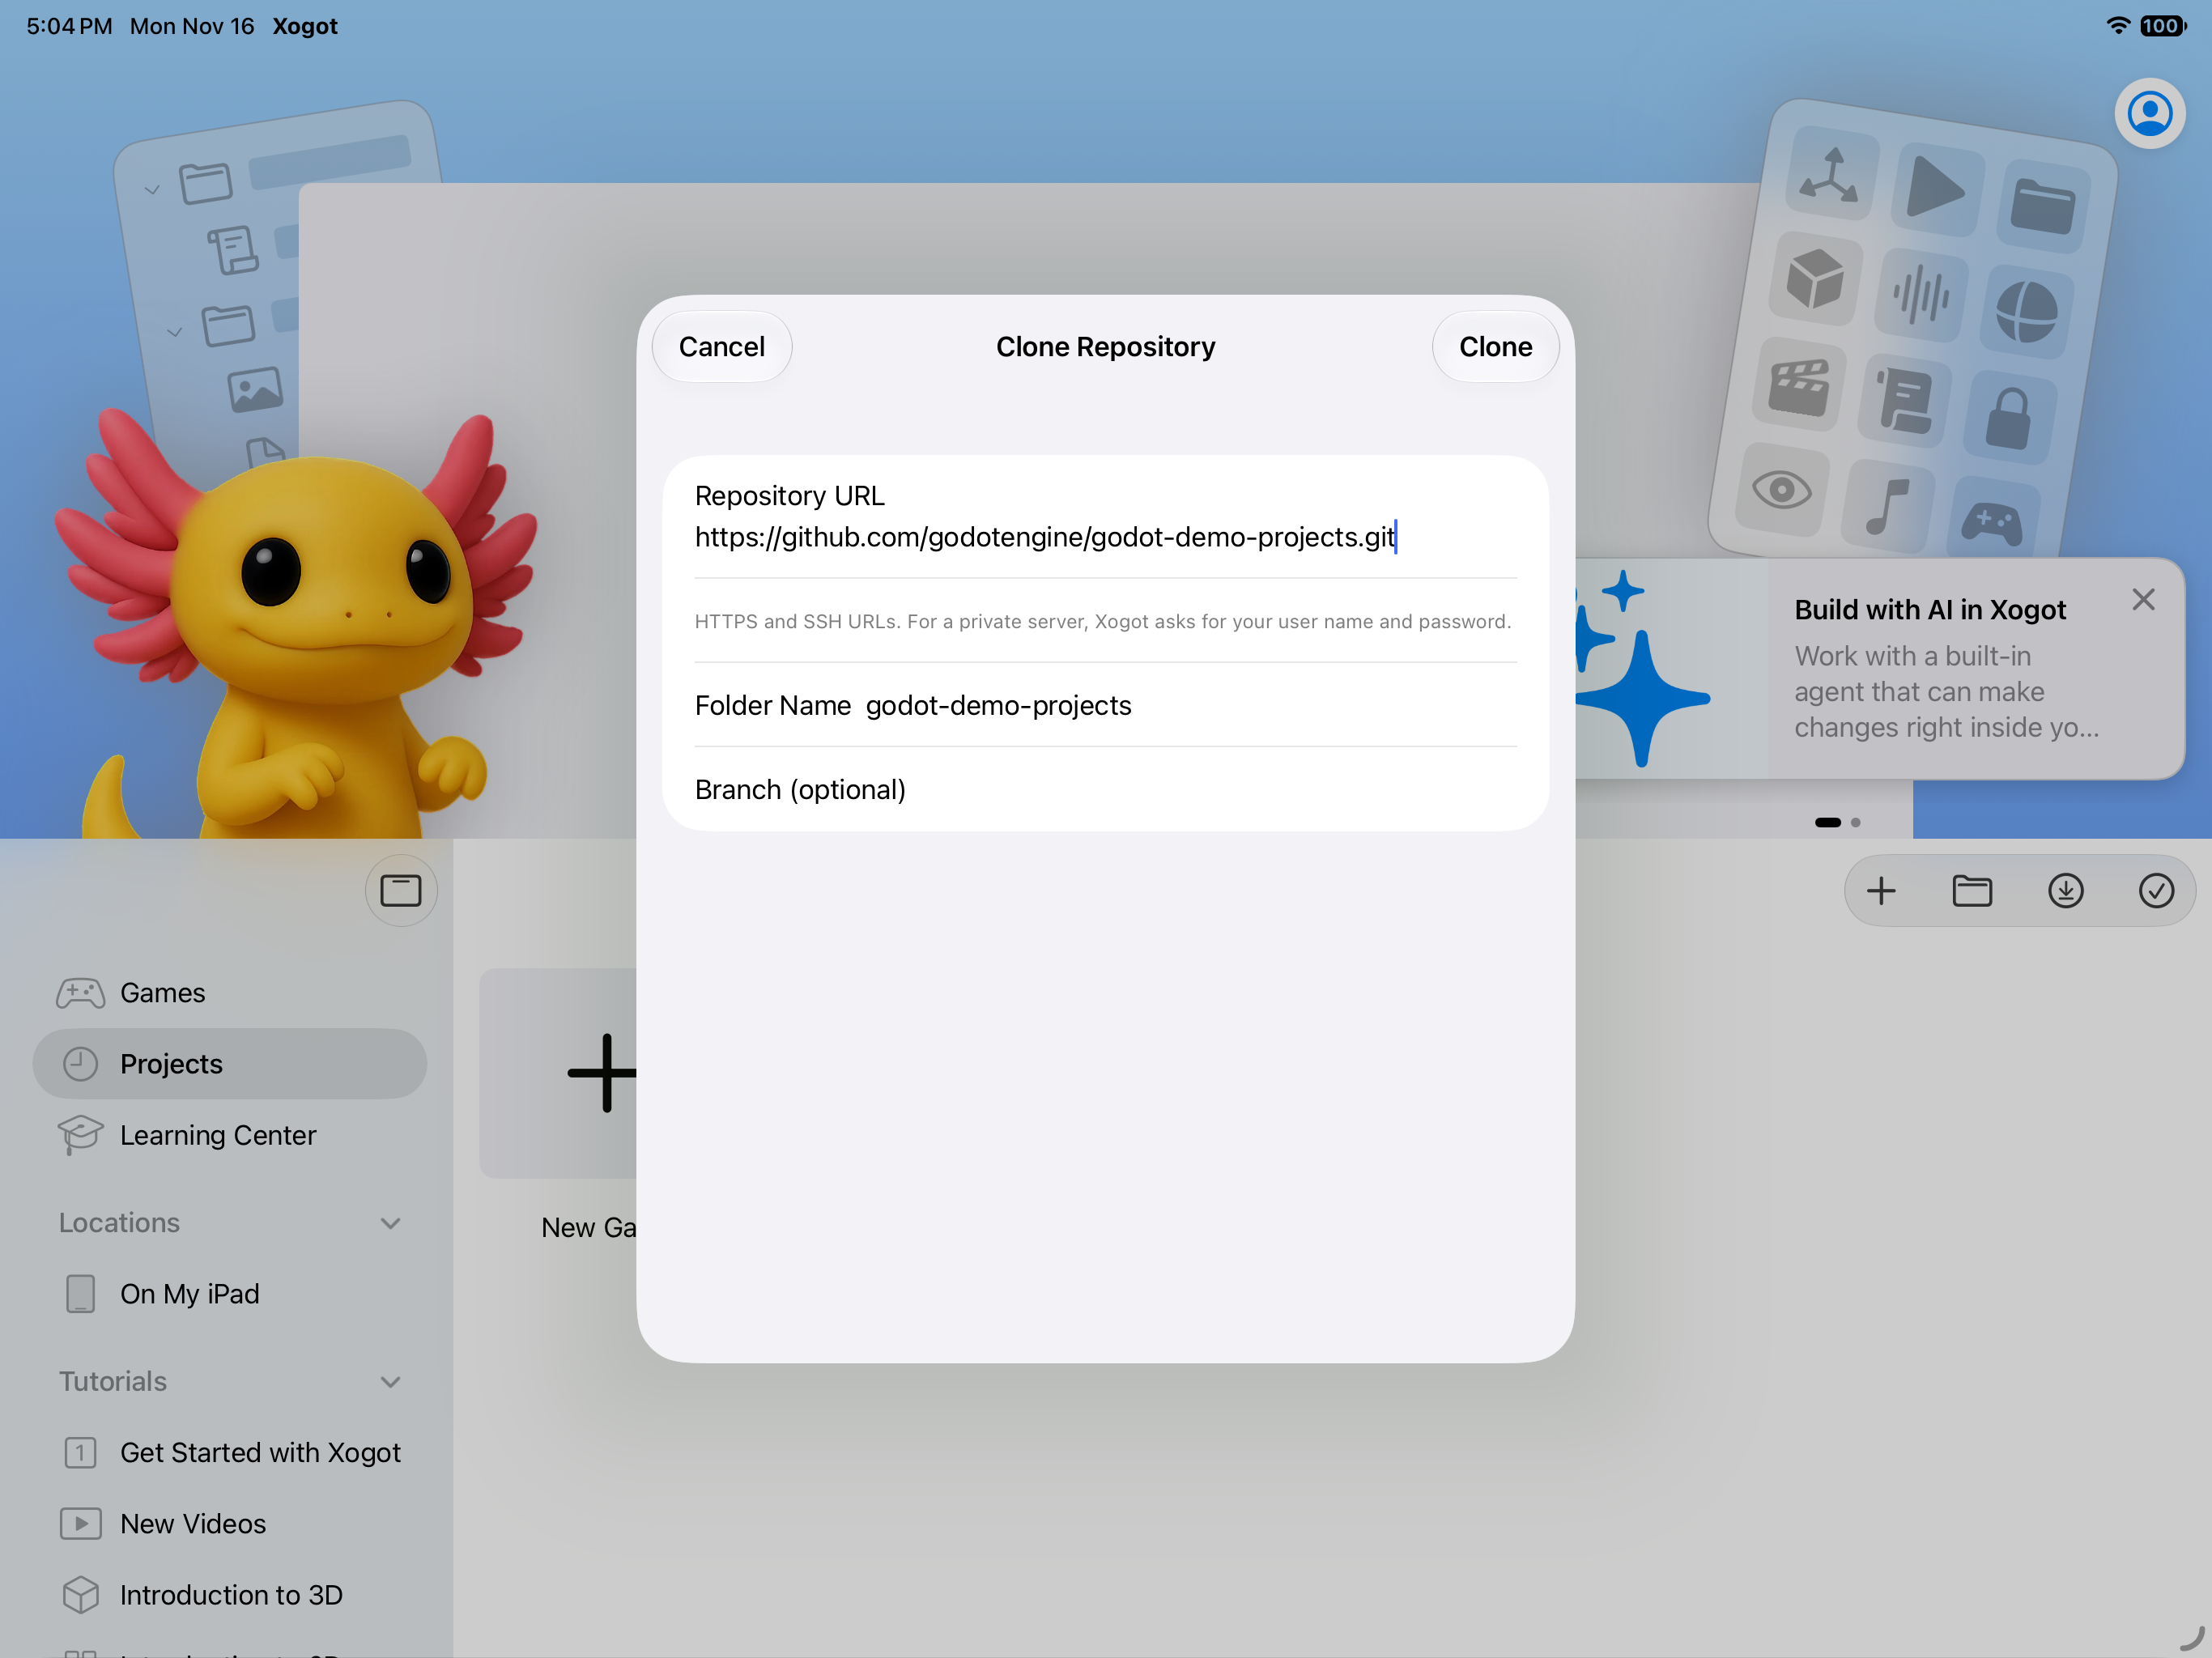 5:04 PM Mon Nov 16 Xogot
100
Cancel
Clone Repository
Clone
Repository URL
https://github.com/godotengine/godot-demo-projects.git
HTTPS and SSH URLs. For a private server, Xogot asks for your user name and password.
Folder Name godot-demo-projects
Branch (optional)
Build with AI in Xogot
Work with a built-in
agent that can make
changes right inside yo...
Games
Projects
Learning Center
Locations
On My iPad
Tutorials
1 Get Started with Xogot
New Videos
Introduction to 3D
New Ga